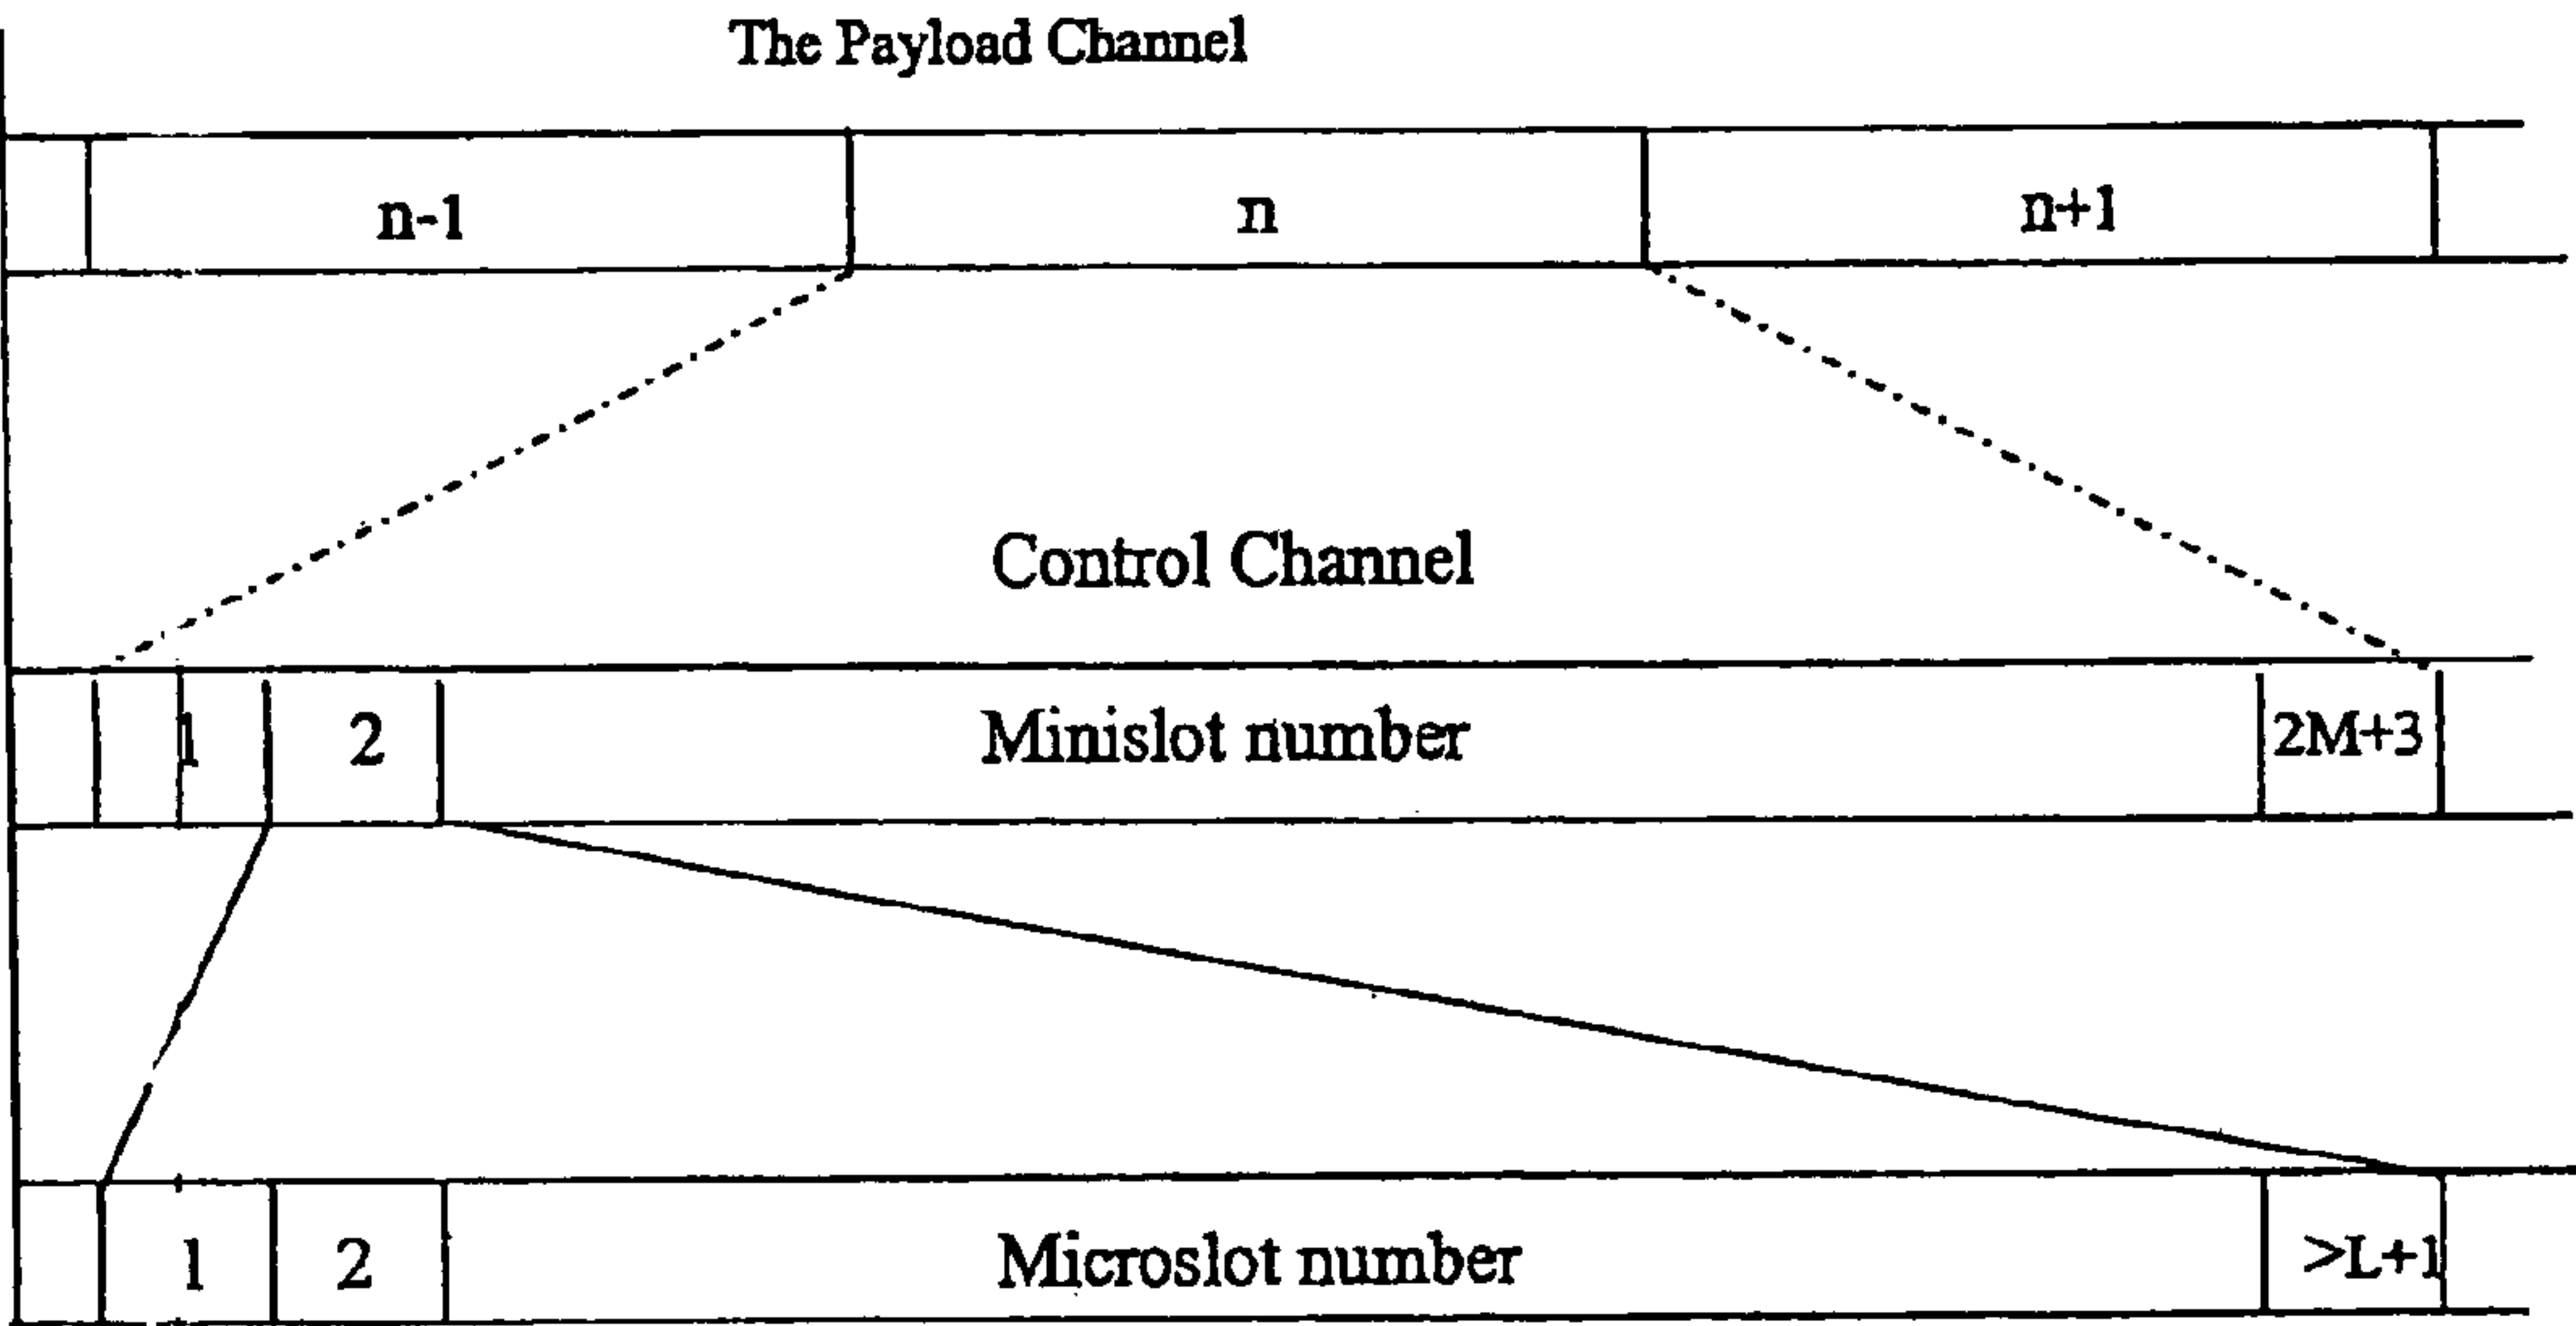 The Payload Channel
n-1 n n+1
Control Channel
1 2 Minislot number 2M+3
1 2 Microslot number >L+1